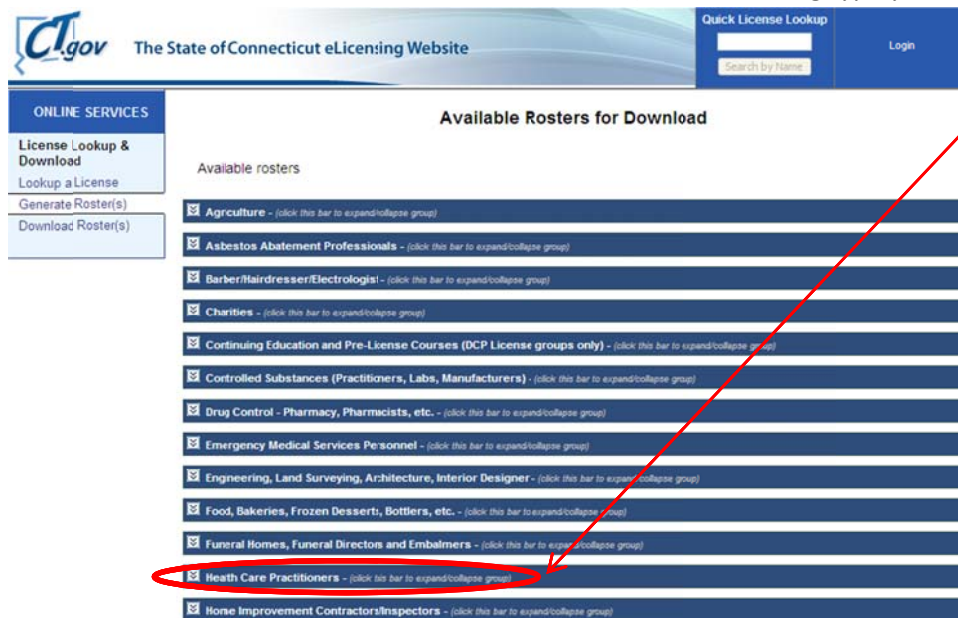 Quick License Lookup
CT.gov The State of Connecticut eLicensing Website
Login
Search by Name
ONLINE SERVICES
License Lookup & Download
Lookup a License
Generate Roster(s)
Download Roster(s)
Available Rosters for Download
Available rosters
Agriculture - (click this bar to expand/collapse group)
Asbestos Abatement Professionals - (click this bar to expand/collapse group)
Barber/Hairdresser/Electrologist - (click this bar to expand/collapse group)
Charities - (click this bar to expand/collapse group)
Continuing Education and Pre-License Courses (DCP License groups only) - (click this bar to expand/collapse group)
Controlled Substances (Practitioners, Labs, Manufacturers) - (click this bar to expand/collapse group)
Drug Control - Pharmacy, Pharmacists, etc. - (click this bar to expand/collapse group)
Emergency Medical Services Personnel - (click this bar to expand/collapse group)
Engineering, Land Surveying, Architecture, Interior Designer - (click this bar to expand/collapse group)
Food, Bakeries, Frozen Desserts, Bottlers, etc. - (click this bar to expand/collapse group)
Funeral Homes, Funeral Directors and Embalmers - (click this bar to expand/collapse group)
Heath Care Practitioners - (click this bar to expand/collapse group)
Home Improvement Contractors/Inspectors - (click this bar to expand/collapse group)